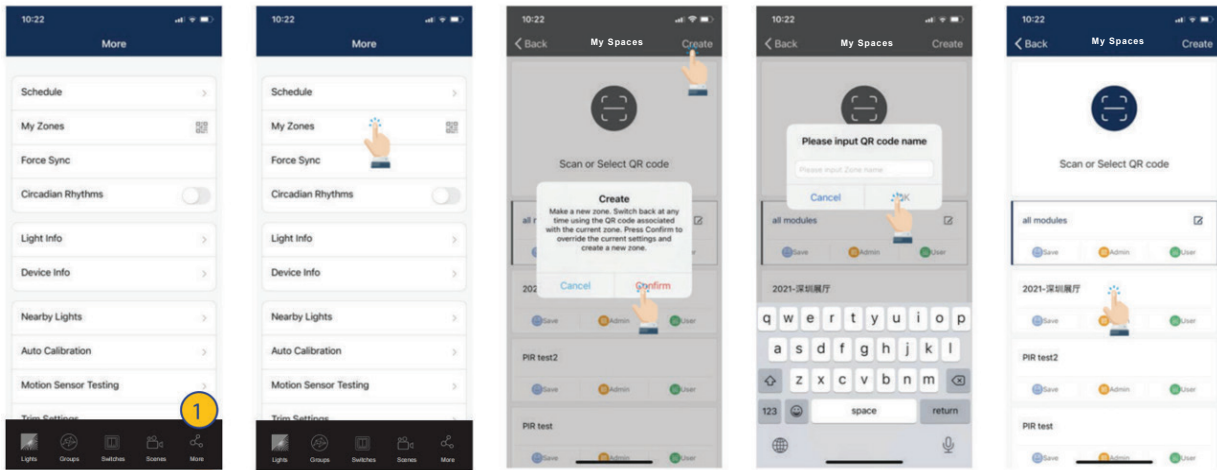 10:22
More
Schedule
My Zones
Force Sync
Circadian Rhythms
Light Info
Device Info
Nearby Lights
Auto Calibration
Motion Sensor Testing
Trim Settings
1
Lights Groups Switches Scenes More
10:22
More
Schedule
My Zones
Force Sync
Circadian Rhythms
Light Info
Device Info
Nearby Lights
Auto Calibration
Motion Sensor Testing
Trim Settings
Lights Groups Switches Scenes More
10:22
Back My Spaces Create
Scan or Select QR code
Create
Make a new zone. Switch back at any
time using the QR code associated
with the current zone. Press Confirm to
override the current settings and
create a new zone.
Cancel Confirm
all
202
Save Admin User
PIR test2
Save Admin User
PIR test
Save Admin User
10:22
Back My Spaces Create
Please input QR code name
Please input Zone name
Cancel
all modules
Save Admin User
2021-深圳展厅
q w e r t y u i o p
a s d f g h j k l
z x c v b n m
123 space return
10:22
Back My Spaces Create
Scan or Select QR code
all modules
Save Admin User
2021-深圳展厅
Save User
PIR test2
Save Admin User
PIR test
Save Admin User